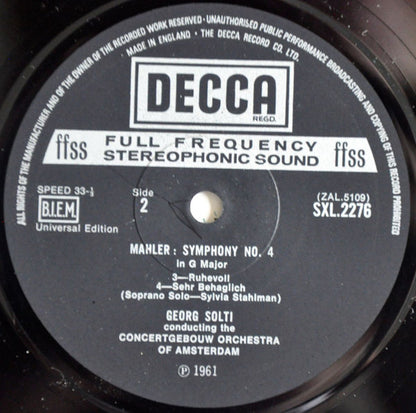 ALL RIGHTS OF THE MANUFACTURER AND OF THE OWNER OF THE RECORDED WORK RESERVED · UNAUTHORISED PUBLIC PERFORMANCE BROADCASTING AND COPYING OF THIS RECORD PROHIBITED
MADE IN ENGLAND · THE DECCA RECORD CO. LTD.
DECCA
REGD.
ffss FULL FREQUENCY ffss
STEREOPHONIC SOUND
SPEED 33-⅓
B.I.E.M.
Universal Edition
Side
2
(ZAL.5109)
SXL.2276
MAHLER: SYMPHONY NO. 4
in G Major
3—Ruhevoll
4—Sehr Behaglich
(Soprano Solo—Sylvia Stahlman)
GEORG SOLTI
conducting the
CONCERTGEBOUW ORCHESTRA
OF AMSTERDAM
℗ 1961